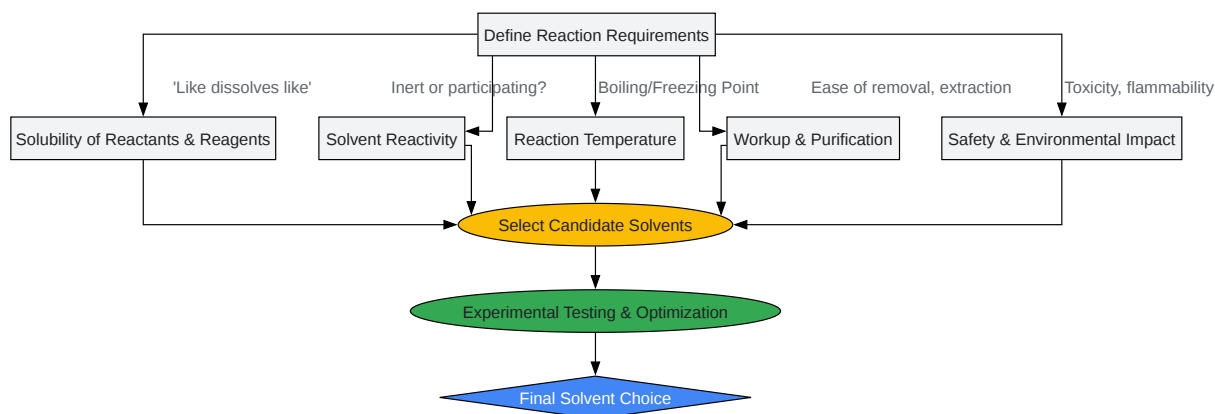 Define Reaction Requirements
'Like dissolves like'
Inert or participating?
Boiling/Freezing Point
Ease of removal, extraction
Toxicity, flammability
Solubility of Reactants & Reagents
Solvent Reactivity
Reaction Temperature
Workup & Purification
Safety & Environmental Impact
Select Candidate Solvents
Experimental Testing & Optimization
Final Solvent Choice